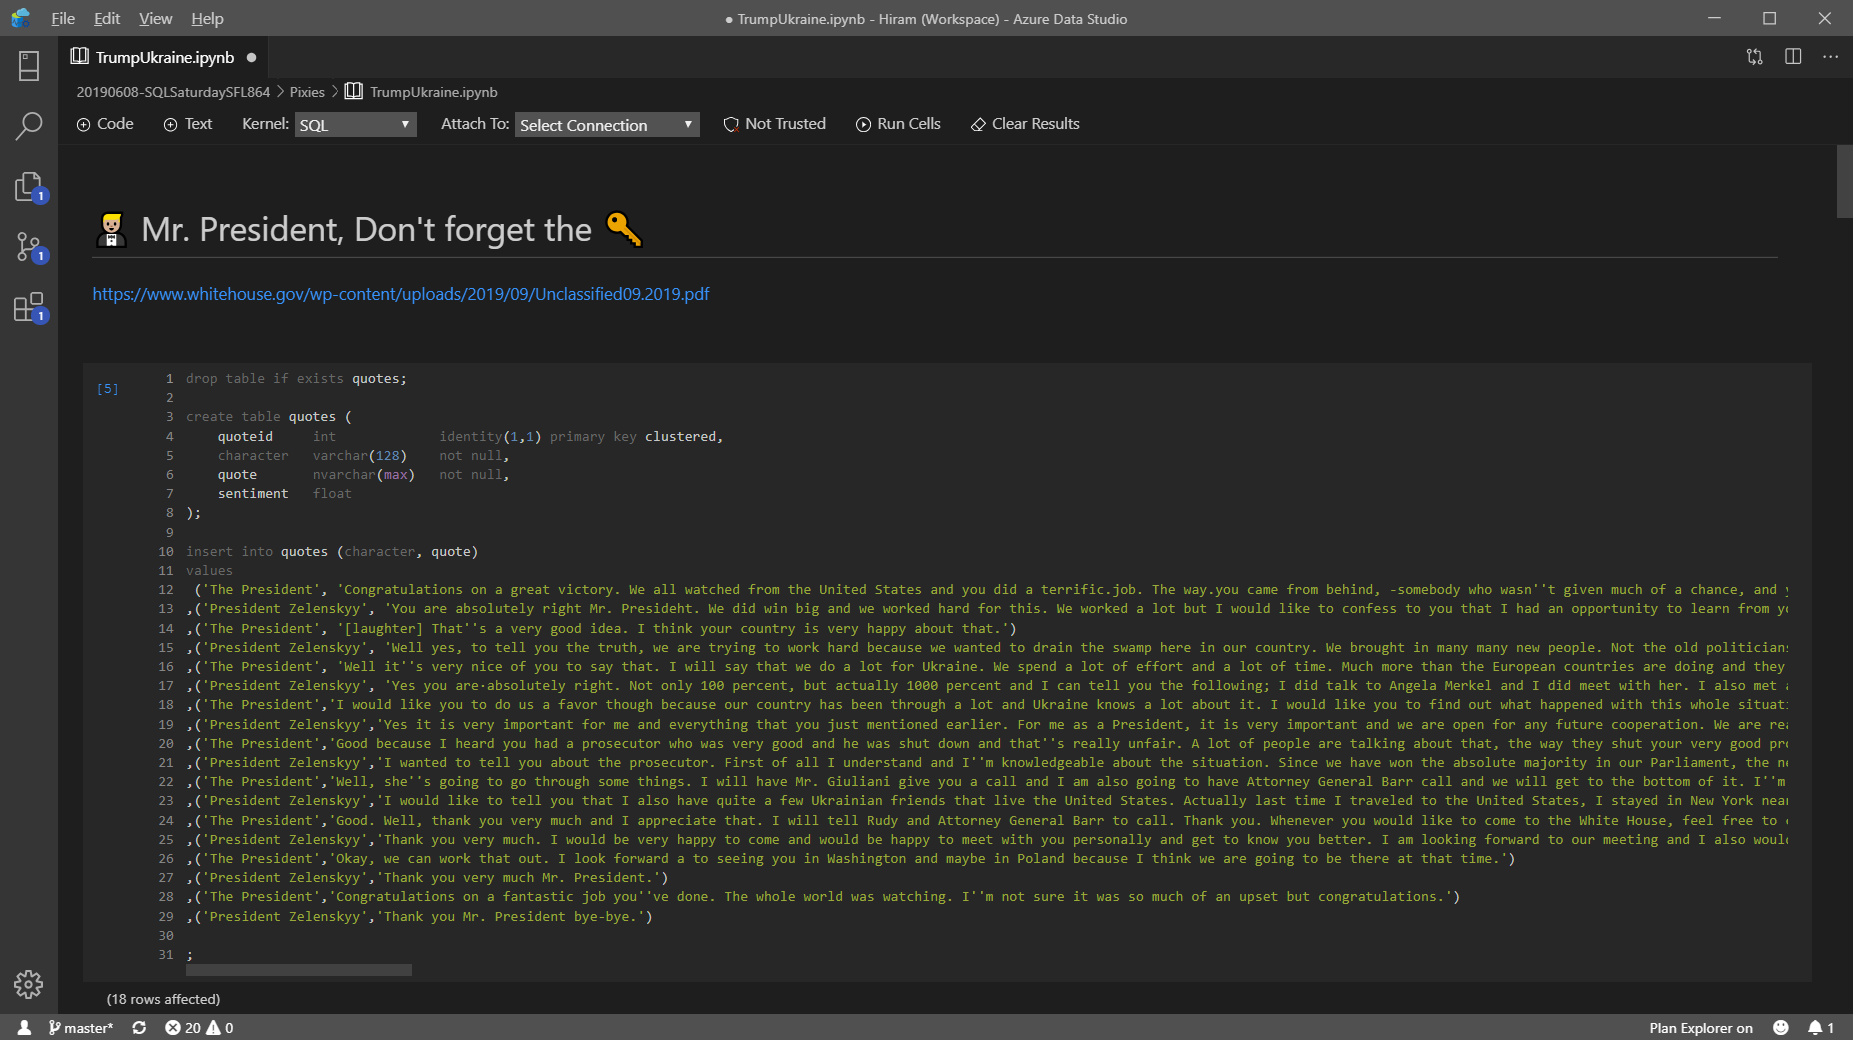 File Edit View Help
● TrumpUkraine.ipynb - Hiram (Workspace) - Azure Data Studio
TrumpUkraine.ipynb ●
20190608-SQLSaturdaySFL864 > Pixies > TrumpUkraine.ipynb
Code Text Kernel: SQL Attach To: Select Connection Not Trusted Run Cells Clear Results
1
1
1
Mr. President, Don't forget the
https://www.whitehouse.gov/wp-content/uploads/2019/09/Unclassified09.2019.pdf
[5]
1 drop table if exists quotes;
2
3 create table quotes (
4 quoteid int identity(1,1) primary key clustered,
5 character varchar(128) not null,
6 quote nvarchar(max) not null,
7 sentiment float
8 );
9
10 insert into quotes (character, quote)
11 values
12 ('The President', 'Congratulations on a great victory. We all watched from the United States and you did a terrific.job. The way.you came from behind, -somebody who wasn''t given much of a chance, and y
13 ,('President Zelenskyy', 'You are absolutely right Mr. Presideht. We did win big and we worked hard for this. We worked a lot but I would like to confess to you that I had an opportunity to learn from yo
14 ,('The President', '[laughter] That''s a very good idea. I think your country is very happy about that.')
15 ,('President Zelenskyy', 'Well yes, to tell you the truth, we are trying to work hard because we wanted to drain the swamp here in our country. We brought in many many new people. Not the old politicians
16 ,('The President', 'Well it''s very nice of you to say that. I will say that we do a lot for Ukraine. We spend a lot of effort and a lot of time. Much more than the European countries are doing and they
17 ,('President Zelenskyy', 'Yes you are·absolutely right. Not only 100 percent, but actually 1000 percent and I can tell you the following; I did talk to Angela Merkel and I did meet with her. I also met a
18 ,('The President','I would like you to do us a favor though because our country has been through a lot and Ukraine knows a lot about it. I would like you to find out what happened with this whole situati
19 ,('President Zelenskyy','Yes it is very important for me and everything that you just mentioned earlier. For me as a President, it is very important and we are open for any future cooperation. We are rea
20 ,('The President','Good because I heard you had a prosecutor who was very good and he was shut down and that''s really unfair. A lot of people are talking about that, the way they shut your very good pro
21 ,('President Zelenskyy','I wanted to tell you about the prosecutor. First of all I understand and I''m knowledgeable about the situation. Since we have won the absolute majority in our Parliament, the ne
22 ,('The President','Well, she''s going to go through some things. I will have Mr. Giuliani give you a call and I am also going to have Attorney General Barr call and we will get to the bottom of it. I''m
23 ,('President Zelenskyy','I would like to tell you that I also have quite a few Ukrainian friends that live the United States. Actually last time I traveled to the United States, I stayed in New York near
24 ,('The President','Good. Well, thank you very much and I appreciate that. I will tell Rudy and Attorney General Barr to call. Thank you. Whenever you would like to come to the White House, feel free to c
25 ,('President Zelenskyy','Thank you very much. I would be very happy to come and would be happy to meet with you personally and get to know you better. I am looking forward to our meeting and I also would
26 ,('The President','Okay, we can work that out. I look forward a to seeing you in Washington and maybe in Poland because I think we are going to be there at that time.')
27 ,('President Zelenskyy','Thank you very much Mr. President.')
28 ,('The President','Congratulations on a fantastic job you''ve done. The whole world was watching. I''m not sure it was so much of an upset but congratulations.')
29 ,('President Zelenskyy','Thank you Mr. President bye-bye.')
30
31 ;
(18 rows affected)
master* 20 0 Plan Explorer on 1